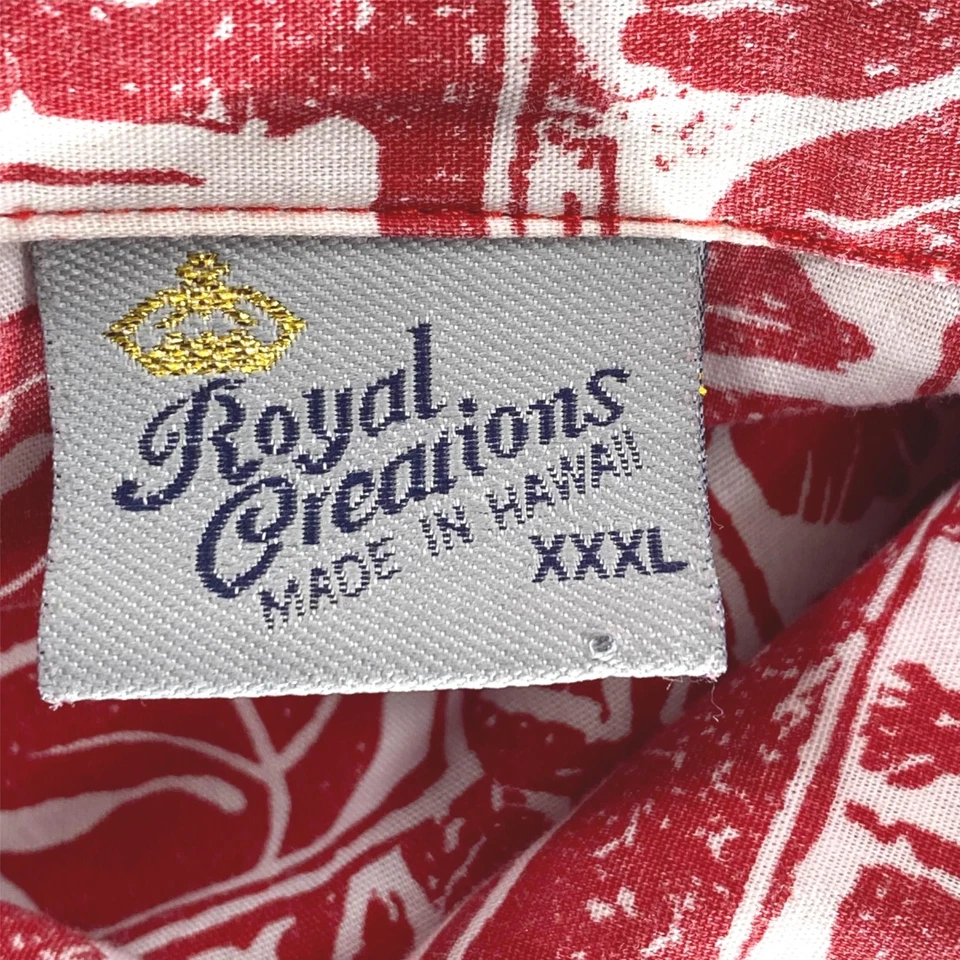 Royal
Creations
MADE IN HAWAII
XXXL